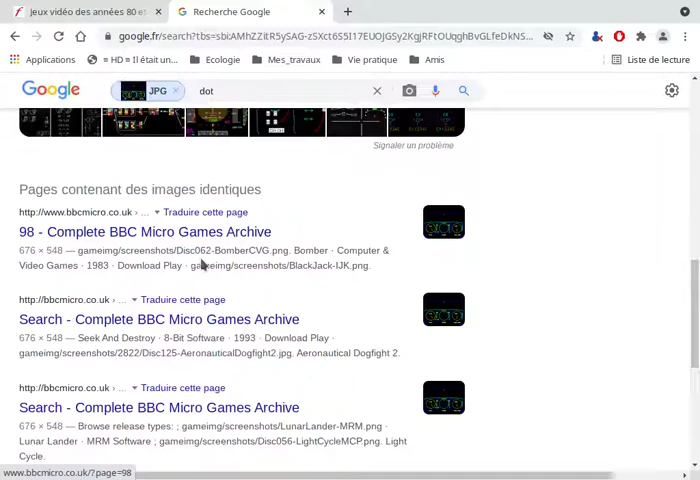 Jeux vidéo des années 80 et
Recherche Google
google.fr/search?tbs=sbi:AMhZZitR5ySAG-zSXct6S5I17EUOJGSy2KgjRFtOUqghBvGLfeDkNS...
Applications
= HD = Il était un...
Ecologie
Mes_travaux
Vie pratique
Amis
Liste de lecture
Google
JPG
dot
Signaler un problème
Pages contenant des images identiques
http://www.bbcmicro.co.uk › ... Traduire cette page
98 - Complete BBC Micro Games Archive
676 × 548 — gameimg/screenshots/Disc062-BomberCVG.png. Bomber · Computer &
Video Games · 1983 · Download Play · gameimg/screenshots/BlackJack-IJK.png.
http://bbcmicro.co.uk › ... Traduire cette page
Search - Complete BBC Micro Games Archive
676 × 548 — Seek And Destroy · 8-Bit Software · 1993 · Download Play ·
gameimg/screenshots/2822/Disc125-AeronauticalDogfight2.jpg. Aeronautical Dogfight 2.
http://bbcmicro.co.uk › ... Traduire cette page
Search - Complete BBC Micro Games Archive
676 × 548 — Browse release types: ; gameimg/screenshots/LunarLander-MRM.png ·
Lunar Lander · MRM Software ; gameimg/screenshots/Disc056-LightCycleMCP.png. Light
Cycle.
www.bbcmicro.co.uk/?page=98